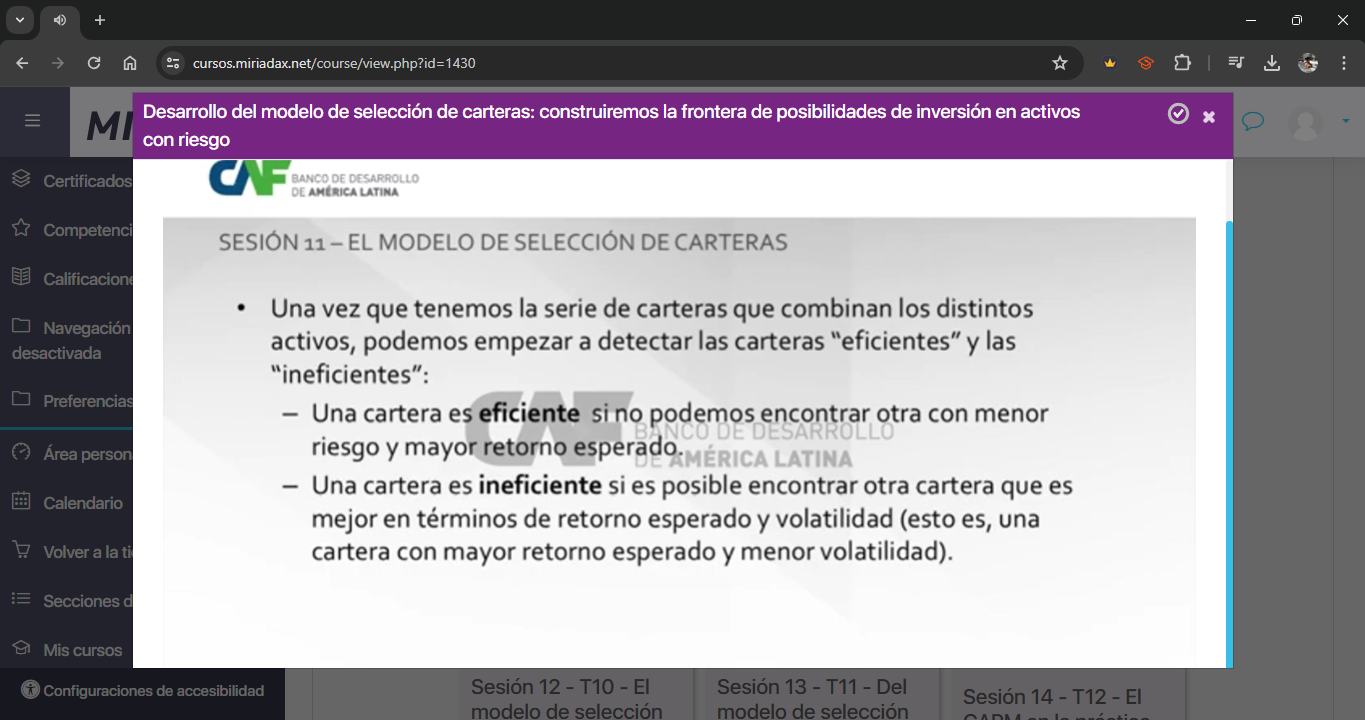 cursos.miriadax.net/course/view.php?id=1430
MI
Desarrollo del modelo de selección de carteras: construiremos la frontera de posibilidades de inversión en activos
con riesgo
Certificados
Competenci
Calificacione
Navegación
desactivada
Preferencias
Área person
Calendario
Volver a la ti
Secciones d
Mis cursos
Configuraciones de accesibilidad
CAF BANCO DE DESARROLLO
DE AMÉRICA LATINA
SESIÓN 11 – EL MODELO DE SELECCIÓN DE CARTERAS
• Una vez que tenemos la serie de carteras que combinan los distintos
activos, podemos empezar a detectar las carteras “eficientes” y las
“ineficientes”:
– Una cartera es eficiente si no podemos encontrar otra con menor
riesgo y mayor retorno esperado.
– Una cartera es ineficiente si es posible encontrar otra cartera que es
mejor en términos de retorno esperado y volatilidad (esto es, una
cartera con mayor retorno esperado y menor volatilidad).
CAF BANCO DE DESARROLLO
DE AMÉRICA LATINA
Sesión 12 - T10 - El
modelo de selección
Sesión 13 - T11 - Del
modelo de selección
Sesión 14 - T12 - El
CAPM en la práctica